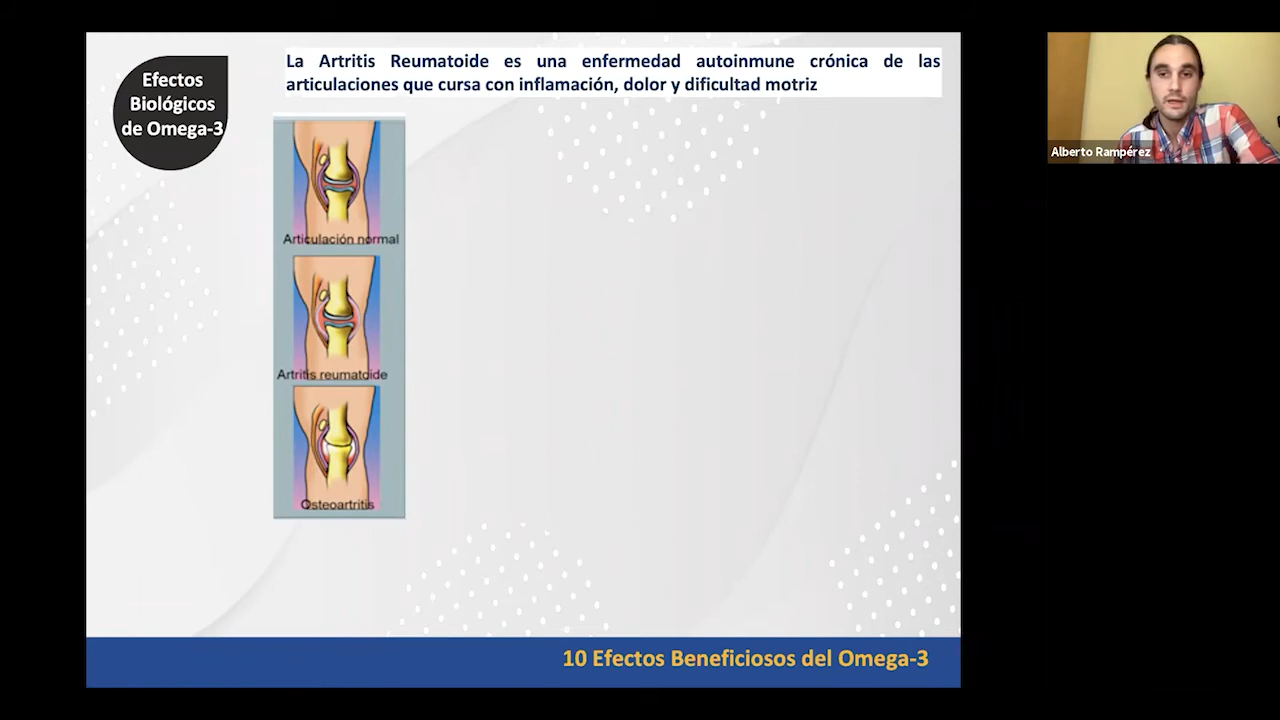 Efectos
Biológicos
de Omega-3
La Artritis Reumatoide es una enfermedad autoinmune crónica de las
articulaciones que cursa con inflamación, dolor y dificultad motriz
Alberto Rampérez
Articulación normal
Artritis reumatoide
Osteoartritis
10 Efectos Beneficiosos del Omega-3